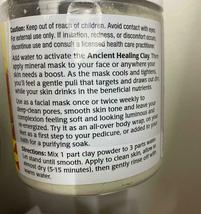 Caution: Keep out of reach of children. Avoid contact with eyes.
For external use only. If irritation, redness, or discomfort occur,
discontinue use and consult a licensed health care practitioner.
Add water to activate the Ancient Healing Clay. Then
apply mineral mask to your face or anywhere your
skin needs a boost. As the mask cools and tightens,
you'll feel a gentle pull that targets and draws out
while your skin drinks in the beneficial nutrients.
Use as a facial mask once or twice weekly to
deep-clean pores, smooth skin tone and leave your
complexion feeling soft and looking luminous and
re-energized. Try it as an all-over body wrap, on your
feet as a first step to your pedicure, or added to your
bath for a purifying soak.
Directions: Mix 1 part clay powder to 3 parts water.
Let stand until smooth. Apply to clean skin, allow to
almost dry (5-15 minutes), then gently rinse off with
warm water.